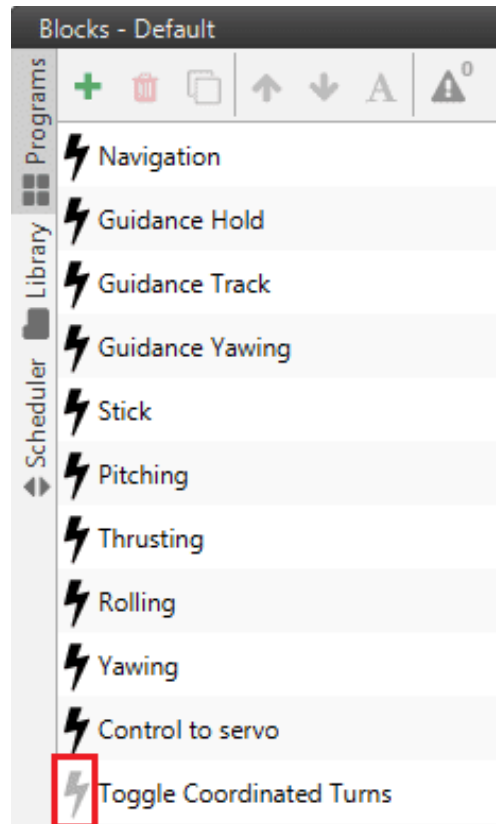 Blocks - Default
Programs
Library
Scheduler
A
0
Navigation
Guidance Hold
Guidance Track
Guidance Yawing
Stick
Pitching
Thrusting
Rolling
Yawing
Control to servo
Toggle Coordinated Turns